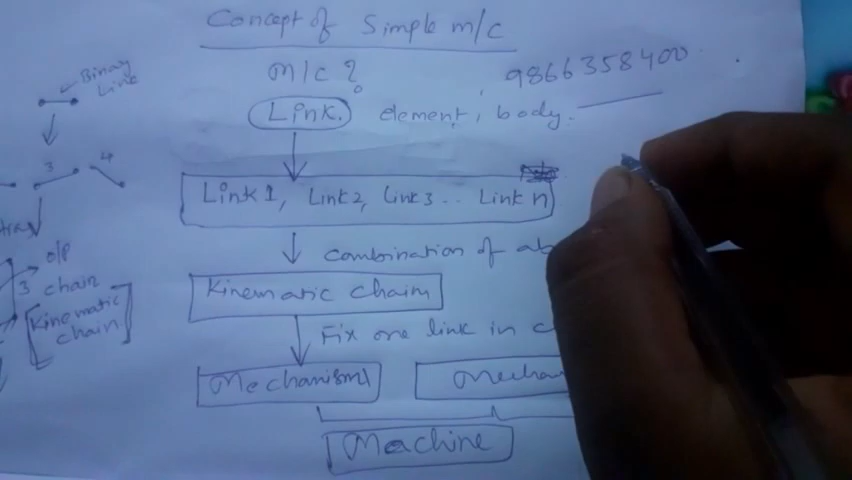 Concept of Simple m/c
m/c ?
9866358400
Link. element, body.
Binary Link
3 4
Link 1, Link 2, Link 3 .. Link n
Combination of
O/P
3 chain
Kinematic chain
Kinematic chain
Fix one link in
Mechanism 1
Machine